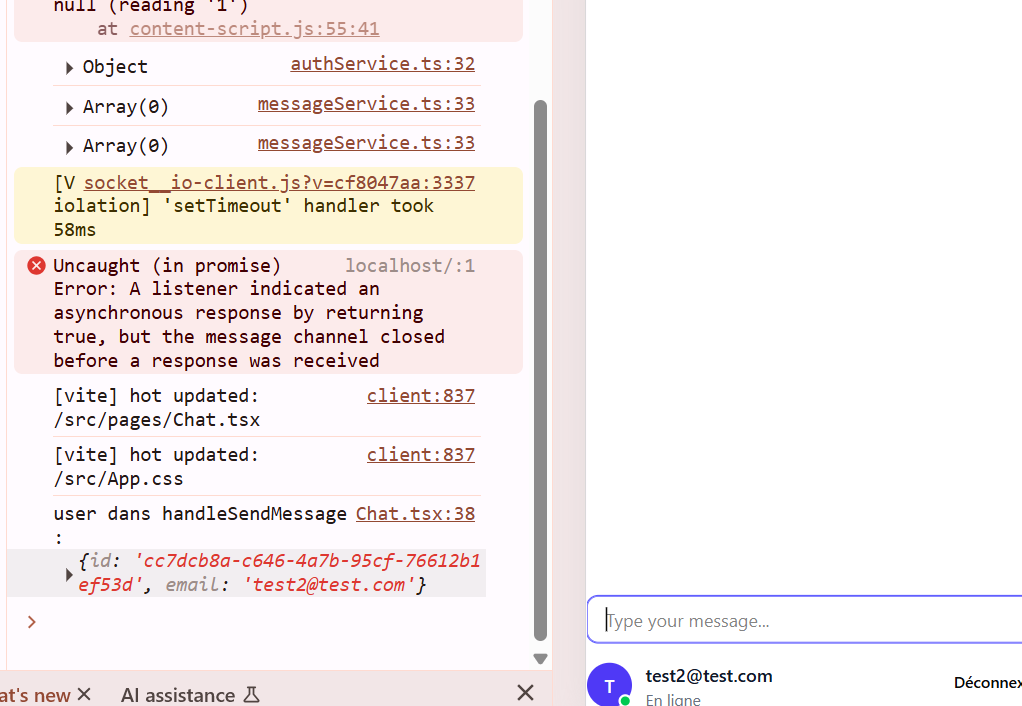 null (reading '1')
at content-script.js:55:41
Object authService.ts:32
Array(0) messageService.ts:33
Array(0) messageService.ts:33
[V socket__io-client.js?v=cf8047aa:3337
iolation] 'setTimeout' handler took
58ms
Uncaught (in promise) localhost/:1
Error: A listener indicated an
asynchronous response by returning
true, but the message channel closed
before a response was received
[vite] hot updated: client:837
/src/pages/Chat.tsx
[vite] hot updated: client:837
/src/App.css
user dans handleSendMessage Chat.tsx:38
:
{id: 'cc7dcb8a-c646-4a7b-95cf-76612b1
ef53d', email: 'test2@test.com'}
at's new AI assistance
Type your message...
T
test2@test.com
En ligne
Déconnex